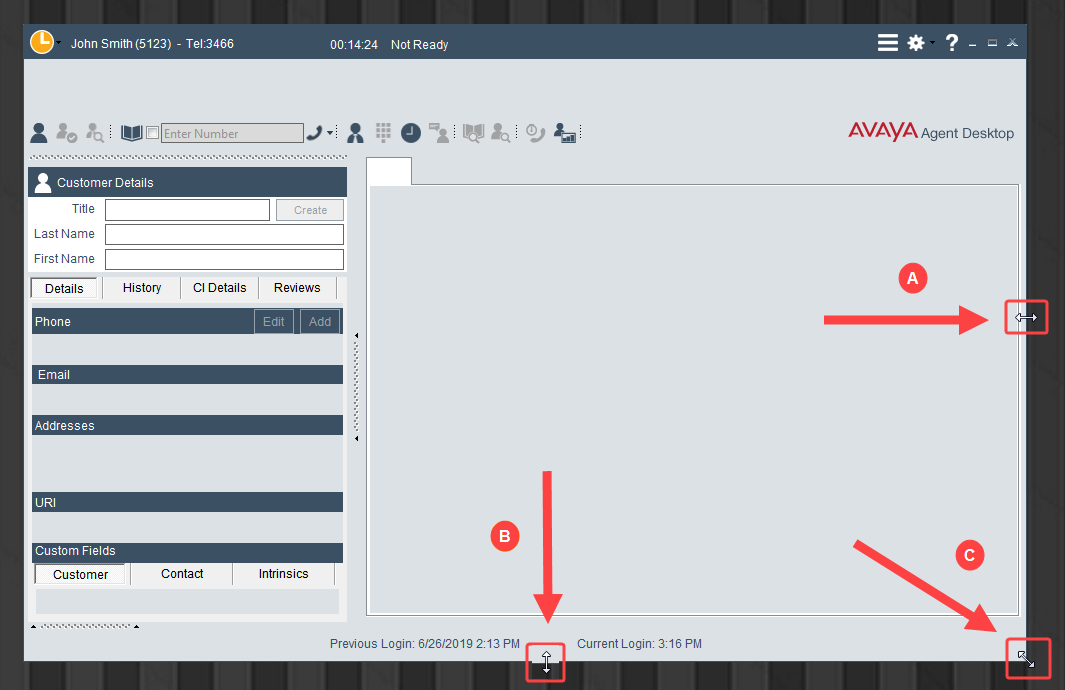 John Smith (5123) - Tel:3466 00:14:24 Not Ready ?
Enter Number
AVAYA Agent Desktop
Customer Details
Title Create
Last Name
First Name
Details History CI Details Reviews
A
Phone Edit Add
Email
Addresses
URI
B
C
Custom Fields
Customer Contact Intrinsics
Previous Login: 6/26/2019 2:13 PM Current Login: 3:16 PM